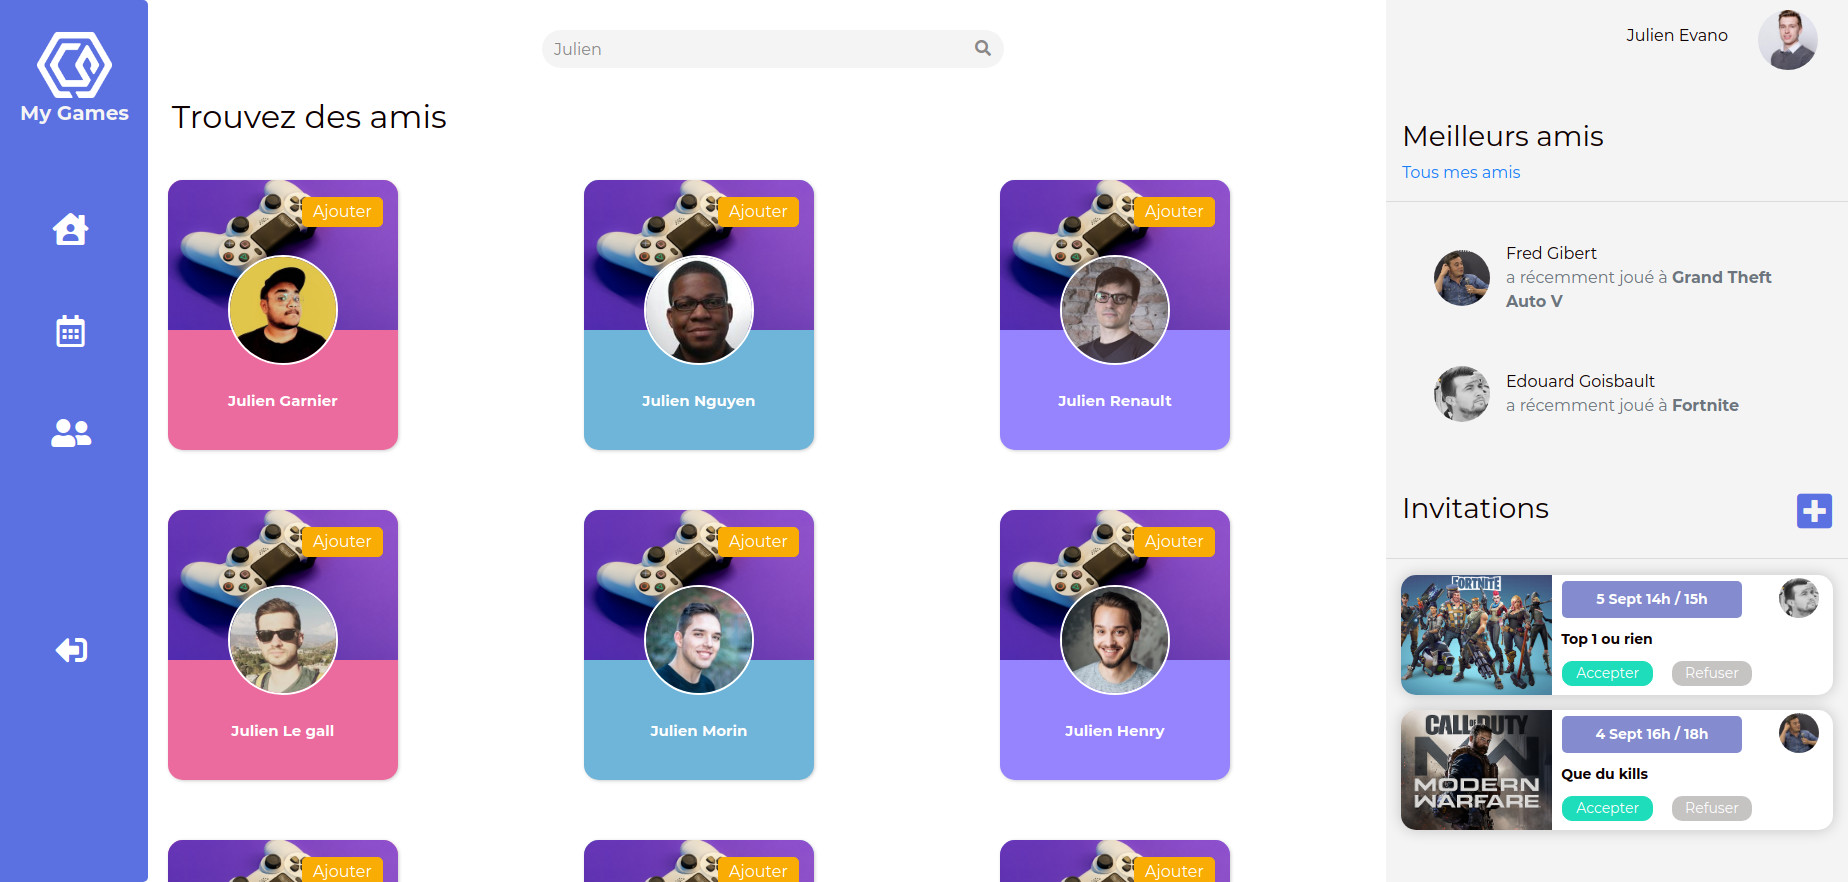 My Games
Julien
Trouvez des amis
Ajouter
Ajouter
Ajouter
Julien Garnier
Julien Nguyen
Julien Renault
Ajouter
Ajouter
Ajouter
Julien Le gall
Julien Morin
Julien Henry
Ajouter
Ajouter
Ajouter
Julien Evano
Meilleurs amis
Tous mes amis
Fred Gibert
a récemment joué à Grand Theft
Auto V
Edouard Goisbault
a récemment joué à Fortnite
Invitations
FORTNITE
5 Sept 14h / 15h
Top 1 ou rien
Accepter
Refuser
CALL OF DUTY
MODERN
WARFARE
4 Sept 16h / 18h
Que du kills
Accepter
Refuser